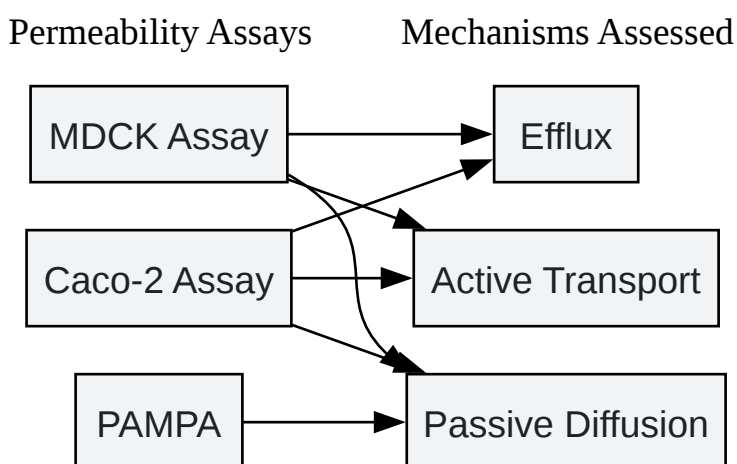 Permeability Assays Mechanisms Assessed
MDCK Assay Efflux
Caco-2 Assay Active Transport
PAMPA Passive Diffusion